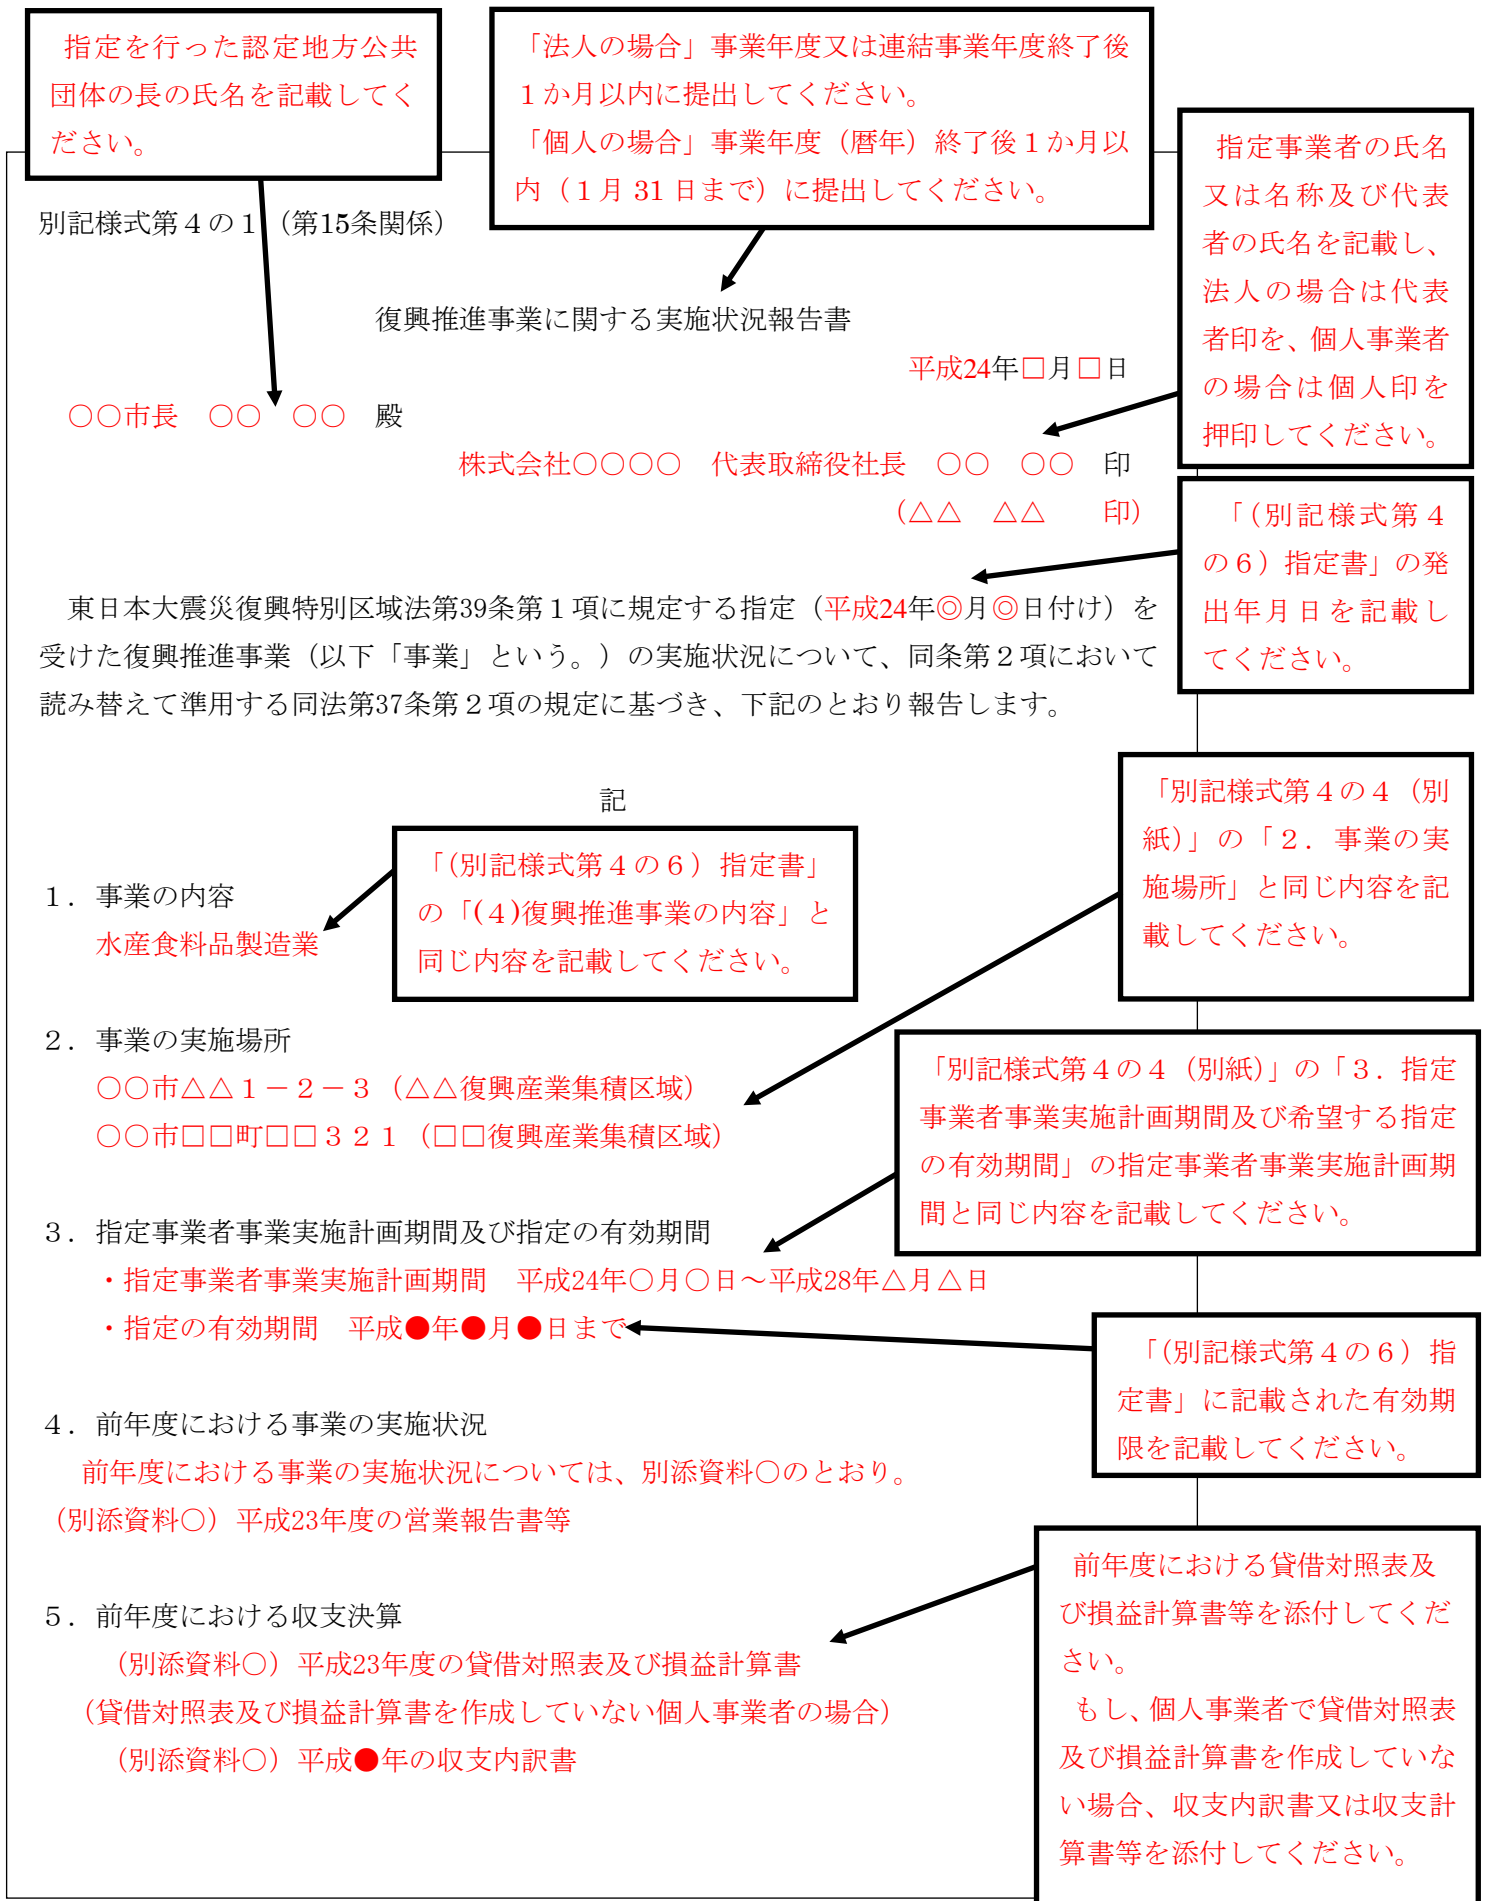 指定を行った認定地方公共
団体の長の氏名を記載してく
ださい。
「法人の場合」事業年度又は連結事業年度終了後
１か月以内に提出してください。
「個人の場合」事業年度（暦年）終了後１か月以
内（１月31日まで）に提出してください。
指定事業者の氏名
又は名称及び代表
者の氏名を記載し、
法人の場合は代表
者印を、個人事業者
の場合は個人印を
押印してください。
別記様式第４の１（第15条関係）
復興推進事業に関する実施状況報告書
平成24年□月□日
○○市長　○○　○○　殿
株式会社○○○○　代表取締役社長　○○　○○　印
（△△　△△　　印）
「（別記様式第４
の６）指定書」の発
出年月日を記載し
てください。
東日本大震災復興特別区域法第39条第１項に規定する指定（平成24年◎月◎日付け）を
受けた復興推進事業（以下「事業」という。）の実施状況について、同条第２項において
読み替えて準用する同法第37条第２項の規定に基づき、下記のとおり報告します。
記
「別記様式第４の４（別
紙）」の「２．事業の実
施場所」と同じ内容を記
載してください。
「（別記様式第４の６）指定書」
の「(４)復興推進事業の内容」と
同じ内容を記載してください。
１．事業の内容
水産食料品製造業
２．事業の実施場所
○○市△△１－２－３（△△復興産業集積区域）
○○市□□町□□３２１（□□復興産業集積区域）
「別記様式第４の４（別紙）」の「３．指定
事業者事業実施計画期間及び希望する指定
の有効期間」の指定事業者事業実施計画期
間と同じ内容を記載してください。
３．指定事業者事業実施計画期間及び指定の有効期間
・指定事業者事業実施計画期間　平成24年○月○日～平成28年△月△日
・指定の有効期間　平成●年●月●日まで
「（別記様式第４の６）指
定書」に記載された有効期
限を記載してください。
４．前年度における事業の実施状況
前年度における事業の実施状況については、別添資料○のとおり。
（別添資料○）平成23年度の営業報告書等
５．前年度における収支決算
（別添資料○）平成23年度の貸借対照表及び損益計算書
（貸借対照表及び損益計算書を作成していない個人事業者の場合）
（別添資料○）平成●年の収支内訳書
前年度における貸借対照表及
び損益計算書等を添付してくだ
さい。
もし、個人事業者で貸借対照表
及び損益計算書を作成していな
い場合、収支内訳書又は収支計
算書等を添付してください。